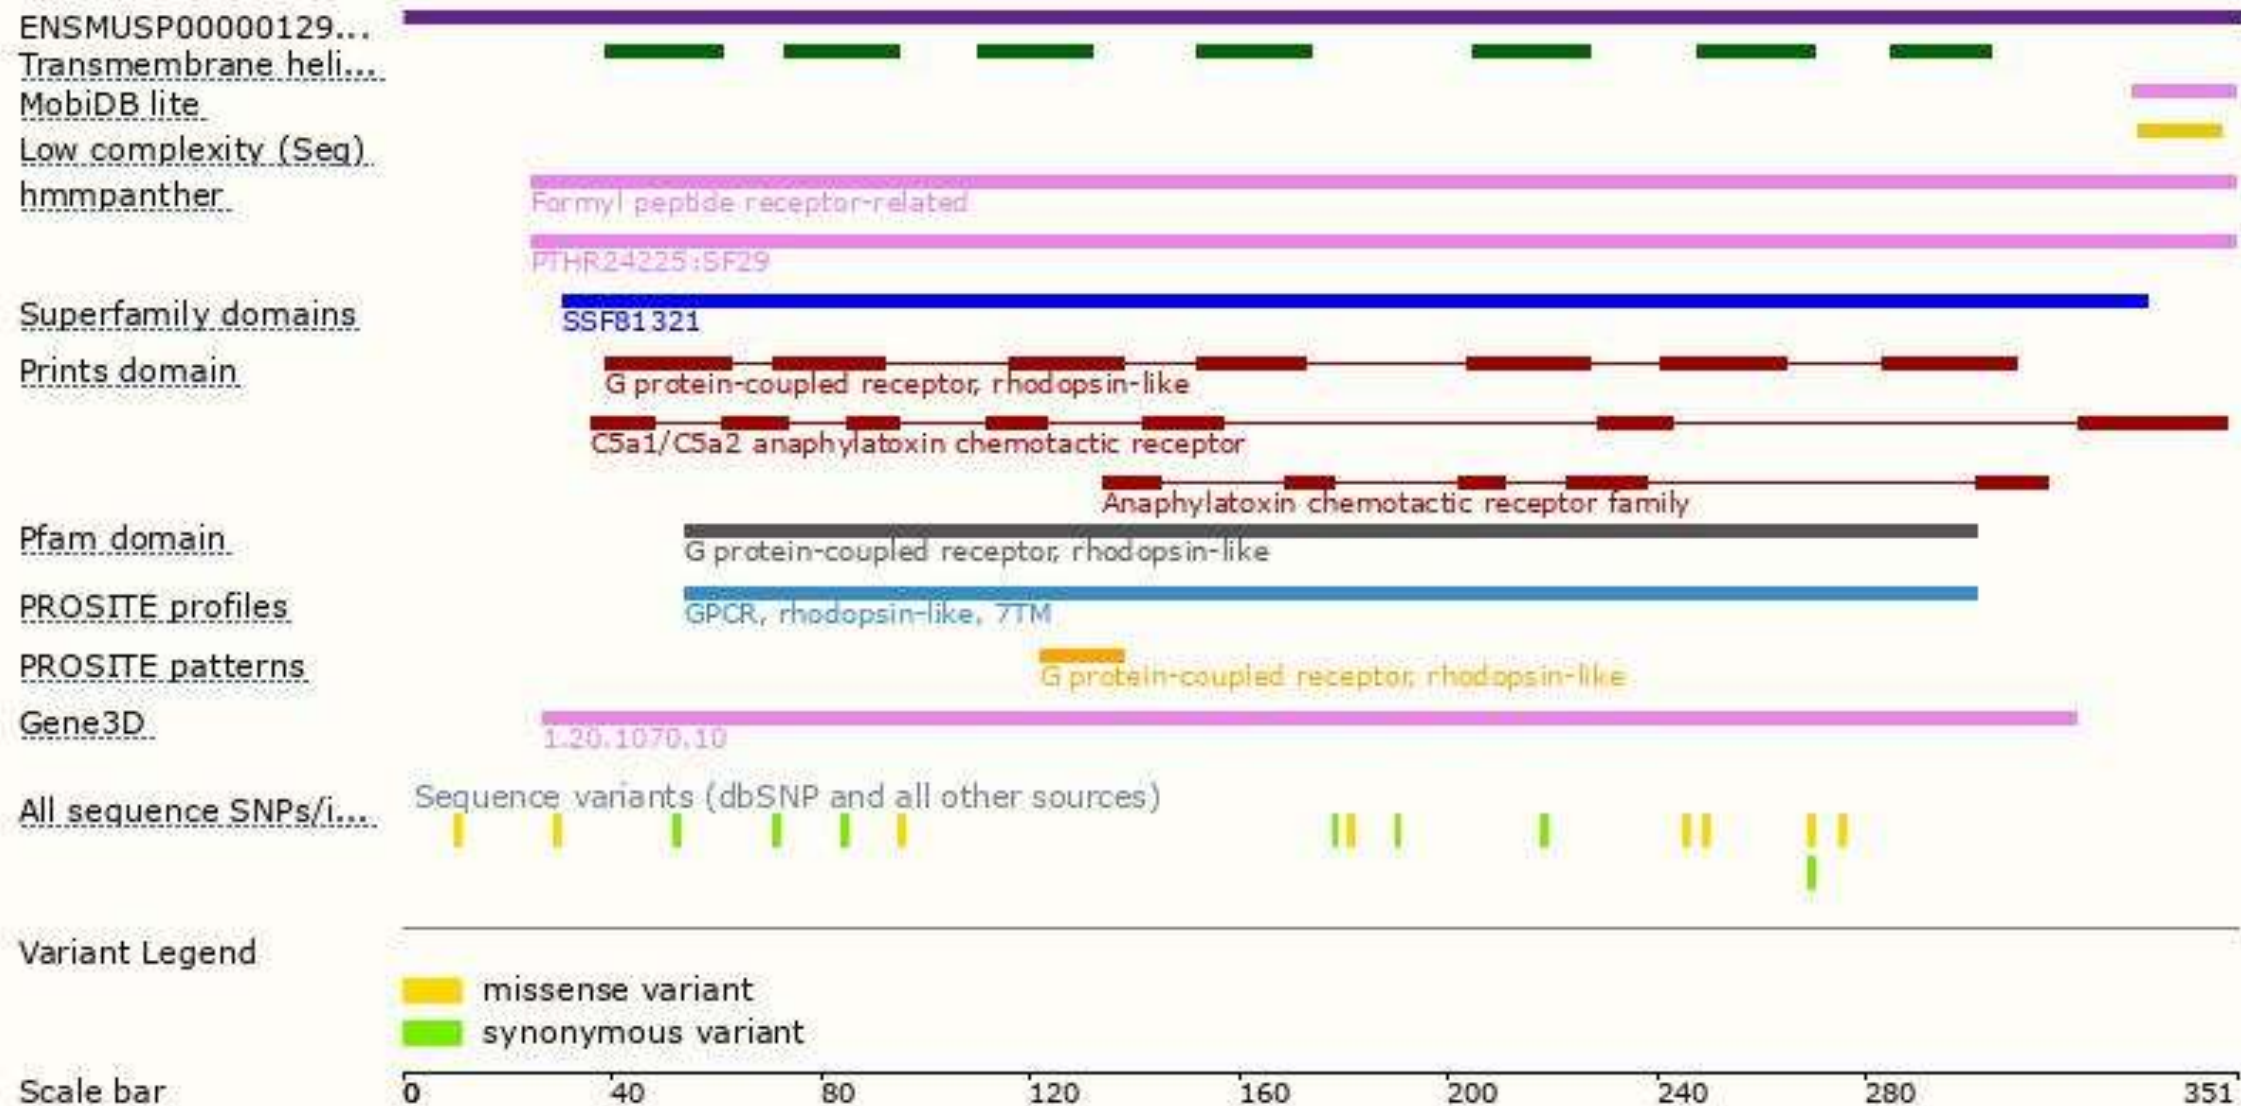 ENSMUSP00000129...
Transmembrane heli...
MobiDB lite
Low complexity (Seg)
hmmpanther
Formyl peptide receptor-related
PTHR24225:SF29
Superfamily domains
SSF81321
Prints domain
G protein-coupled receptor, rhodopsin-like
C5a1/C5a2 anaphylatoxin chemotactic receptor
Anaphylatoxin chemotactic receptor family
Pfam domain
G protein-coupled receptor, rhodopsin-like
PROSITE profiles
GPCR, rhodopsin-like, 7TM
PROSITE patterns
G protein-coupled receptor, rhodopsin-like
Gene3D
1.20.1070.10
All sequence SNPs/i...
Sequence variants (dbSNP and all other sources)
Variant Legend
missense variant
synonymous variant
Scale bar
0 40 80 120 160 200 240 280 351